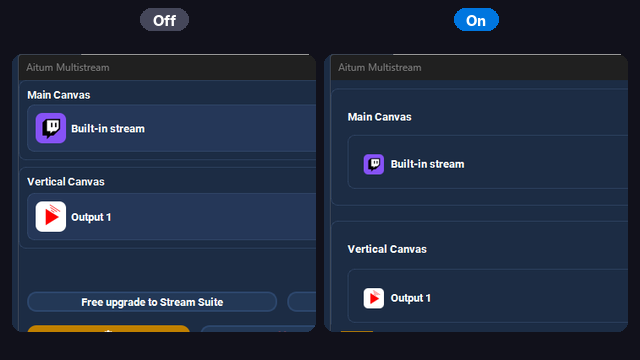 Off
On
Aitum Multistream
Main Canvas
Built-in stream
Vertical Canvas
Output 1
Free upgrade to Stream Suite
Aitum Multistream
Main Canvas
Built-in stream
Vertical Canvas
Output 1